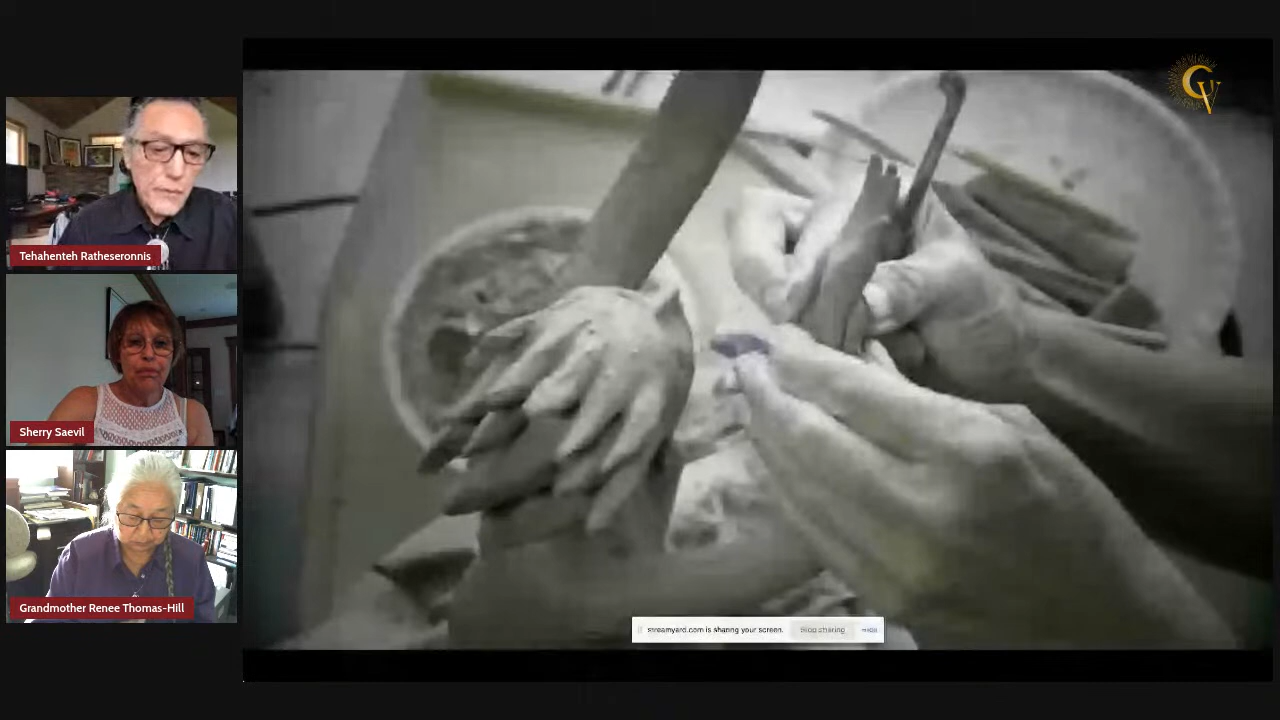 Tehahenteh Ratheseronnis
Sherry Saevil
Grandmother Renee Thomas-Hill
streamyard.com is sharing your screen.
Stop sharing